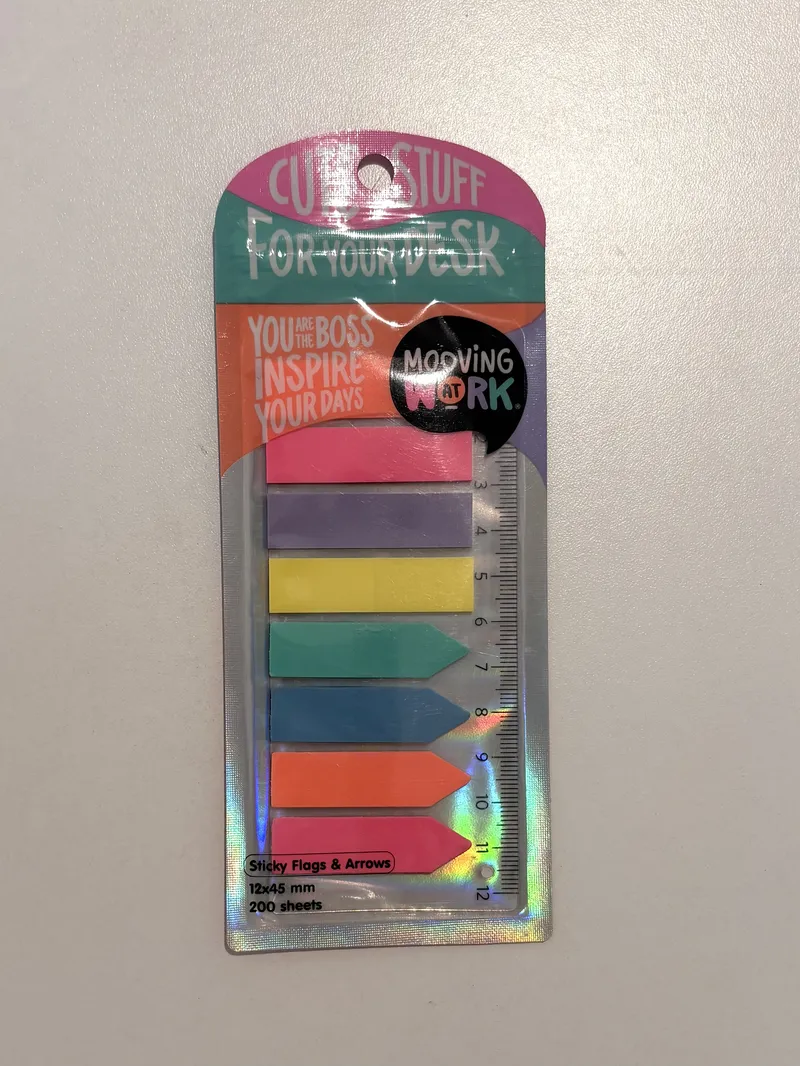 CUTE STUFF
FOR YOUR DESK
YOU ARE THE BOSS
INSPIRE
YOUR DAYS
MOOVING
AT
WORK®
3
4
5
6
7
8
9
10
11
12
Sticky Flags & Arrows
12x45 mm
200 sheets